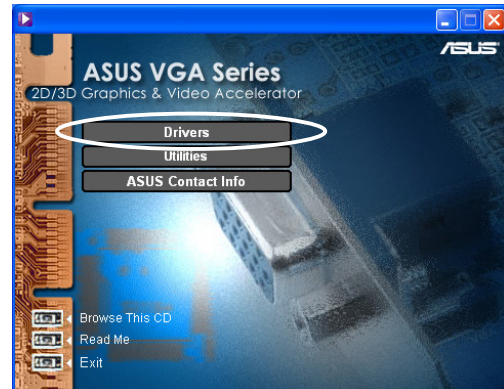 ASUS
ASUS VGA Series
2D/3D Graphics & Video Accelerator
Drivers
Utilities
ASUS Contact Info
Browse This CD
Read Me
Exit